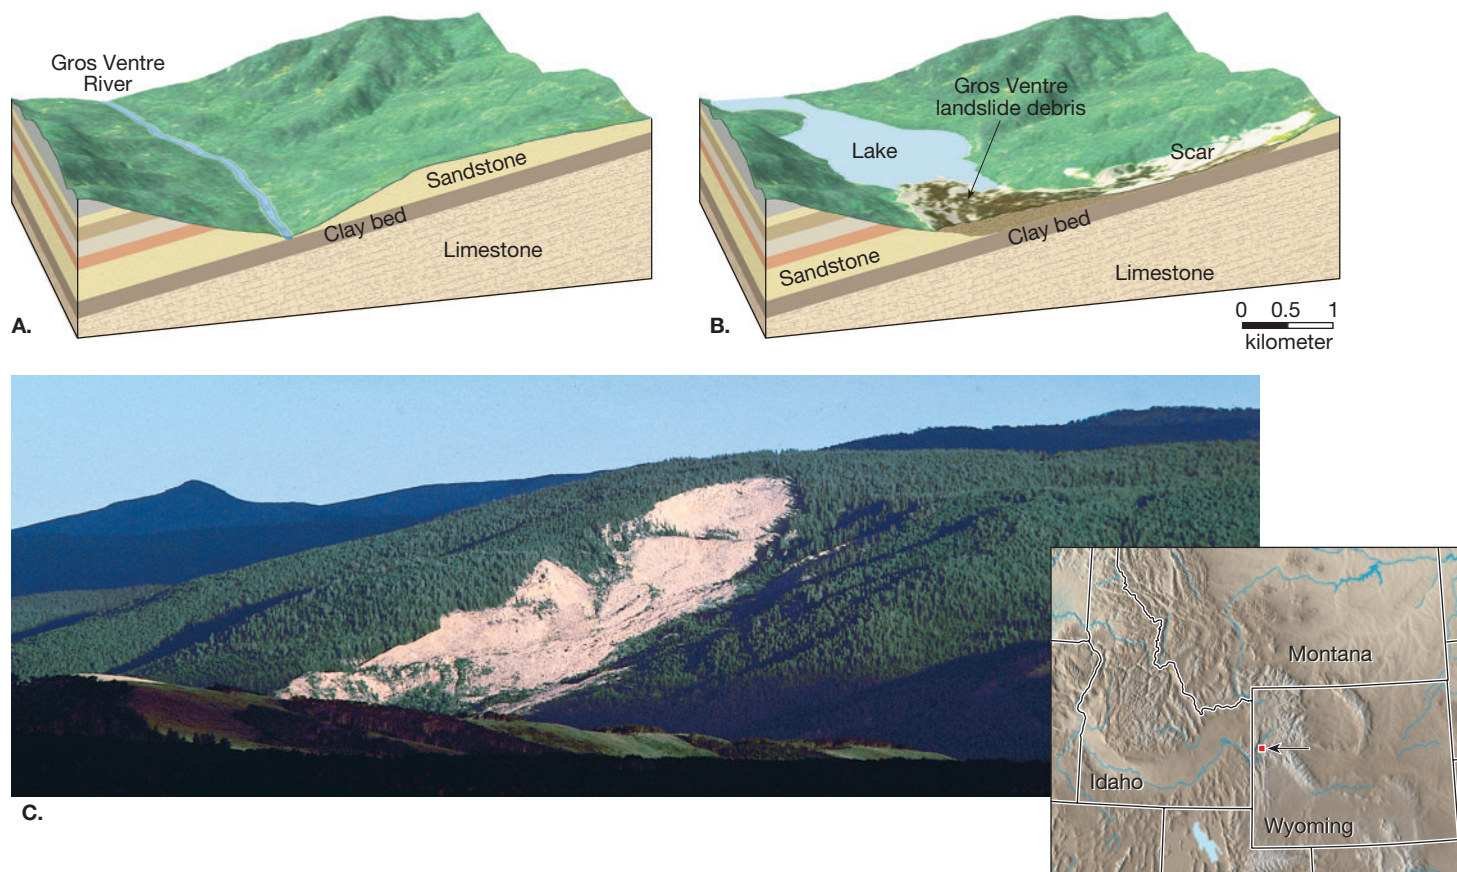 Gros Ventre
River
Sandstone
Clay bed
Limestone
A.
Gros Ventre
landslide debris
Lake
Scar
Clay bed
Sandstone
Limestone
B.
0 0.5 1
kilometer
C.
Montana
Idaho
Wyoming